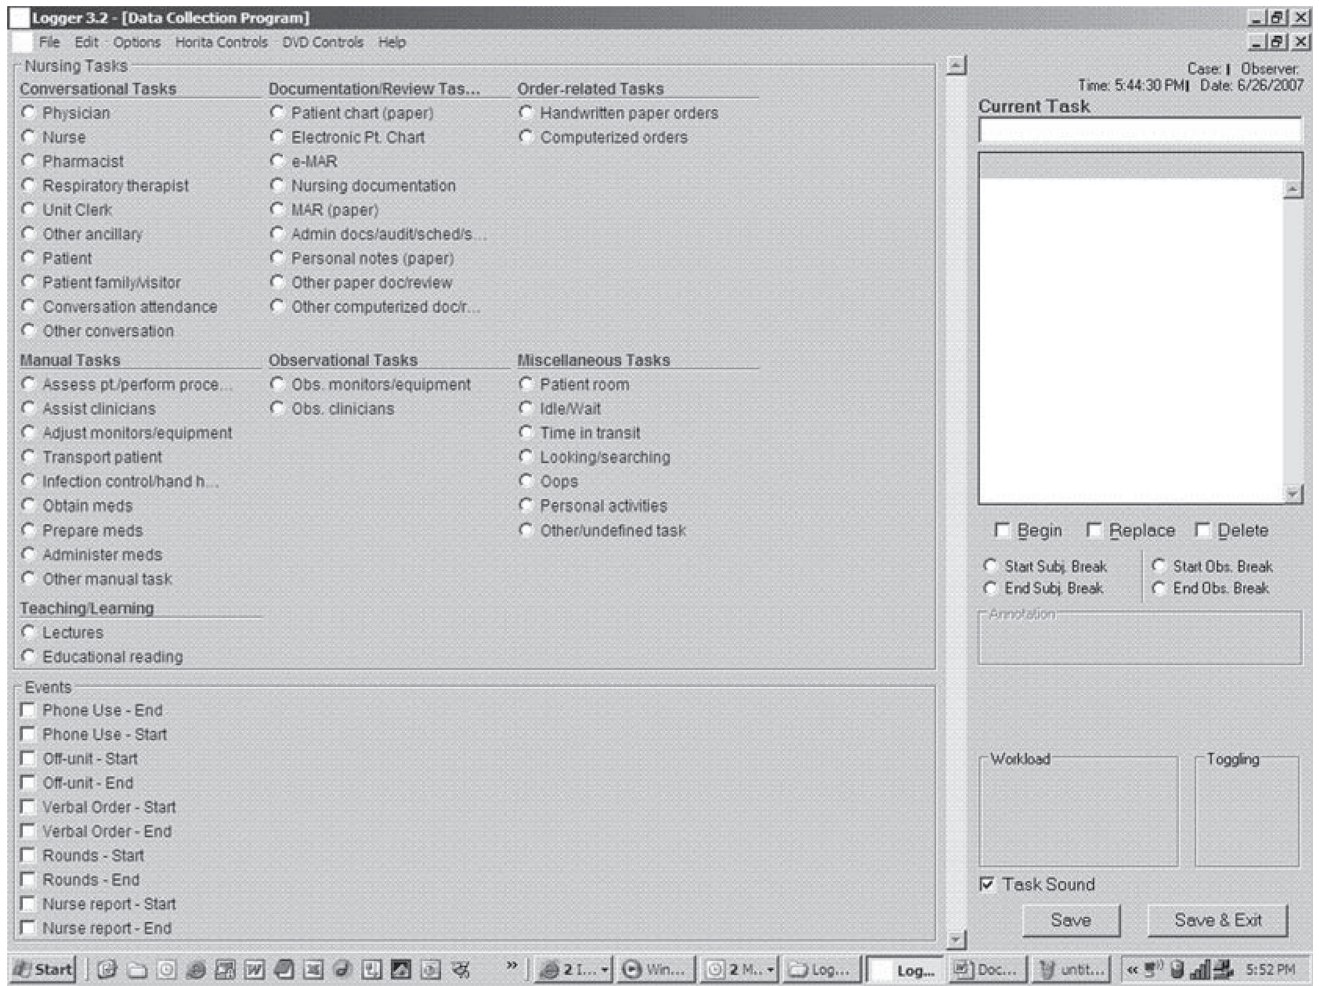 Logger 3.2 - [Data Collection Program]
File Edit Options Horita Controls DVD Controls Help
Nursing Tasks
Conversational Tasks
Physician
Nurse
Pharmacist
Respiratory therapist
Unit Clerk
Other ancillary
Patient
Patient family/visitor
Conversation attendance
Other conversation
Documentation/Review Tas...
Patient chart (paper)
Electronic Pt. Chart
e-MAR
Nursing documentation
MAR (paper)
Admin docs/audit/sched/s...
Personal notes (paper)
Other paper doc/review
Other computerized doc/r...
Order-related Tasks
Handwritten paper orders
Computerized orders
Manual Tasks
Assess pt./perform proce...
Assist clinicians
Adjust monitors/equipment
Transport patient
Infection control/hand h...
Obtain meds
Prepare meds
Administer meds
Other manual task
Observational Tasks
Obs. monitors/equipment
Obs. clinicians
Miscellaneous Tasks
Patient room
Idle/Wait
Time in transit
Looking/searching
Oops
Personal activities
Other/undefined task
Teaching/Learning
Lectures
Educational reading
Events
Phone Use - End
Phone Use - Start
Off-unit - Start
Off-unit - End
Verbal Order - Start
Verbal Order - End
Rounds - Start
Rounds - End
Nurse report - Start
Nurse report - End
Case: | Observer:
Time: 5:44:30 PM| Date: 6/26/2007
Current Task
Begin Replace Delete
Start Subj. Break Start Obs. Break
End Subj. Break End Obs. Break
Annotation
Workload Toggling
Task Sound
Save Save & Exit
Start » 2 I... Win... 2 M... Log... Log... Doc... untit... « 5:52 PM